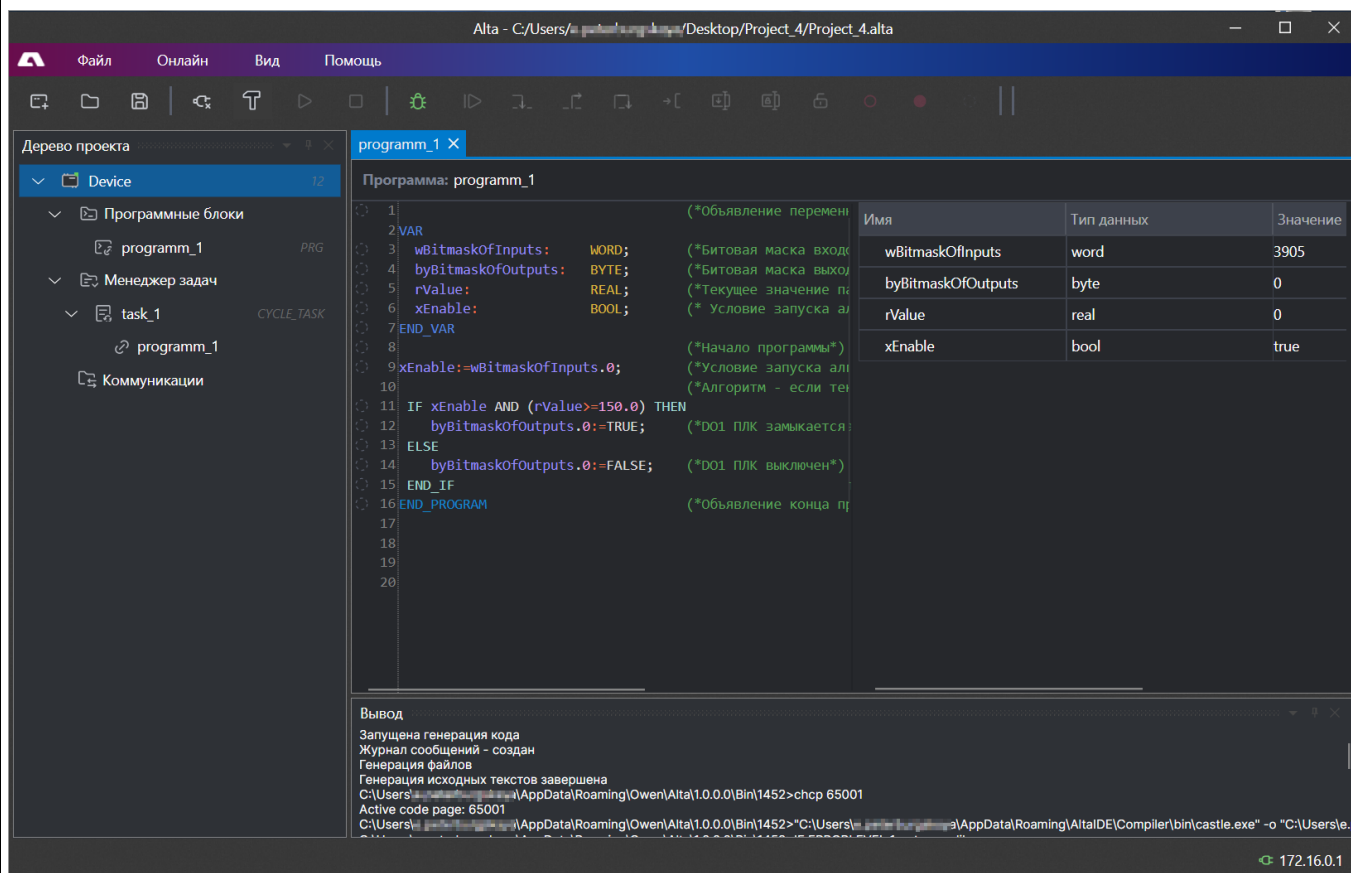 Alta - C:/Users/ /Desktop/Project_4/Project_4.alta
Файл Онлайн Вид Помощь
Дерево проекта
Device 12
Программные блоки
programm_1 PRG
Менеджер задач
task_1 CYCLE_TASK
programm_1
Коммуникации
programm_1
Программа: programm_1
1 (*Объявление перемен
2 VAR
3 wBitmaskOfInputs: WORD; (*Битовая маска входо
4 byBitmaskOfOutputs: BYTE; (*Битовая маска выход
5 rValue: REAL; (*Текущее значение па
6 xEnable: BOOL; (* Условие запуска ал
7 END_VAR
8 (*Начало программы*)
9 xEnable:=wBitmaskOfInputs.0; (*Условие запуска алг
10 (*Алгоритм - если тек
11 IF xEnable AND (rValue>=150.0) THEN
12 byBitmaskOfOutputs.0:=TRUE; (*DO1 ПЛК замыкается
13 ELSE
14 byBitmaskOfOutputs.0:=FALSE; (*DO1 ПЛК выключен*)
15 END_IF
16 END_PROGRAM (*Объявление конца пр
17
18
19
20
Имя Тип данных Значение
wBitmaskOfInputs word 3905
byBitmaskOfOutputs byte 0
rValue real 0
xEnable bool true
Вывод
Запущена генерация кода
Журнал сообщений - создан
Генерация файлов
Генерация исходных текстов завершена
C:\Users\ \AppData\Roaming\Owen\Alta\1.0.0.0\Bin\1452>chcp 65001
Active code page: 65001
C:\Users\ \AppData\Roaming\Owen\Alta\1.0.0.0\Bin\1452>"C:\Users\ a\AppData\Roaming\AltaIDE\Compiler\bin\castle.exe" -o "C:\Users\e.
172.16.0.1